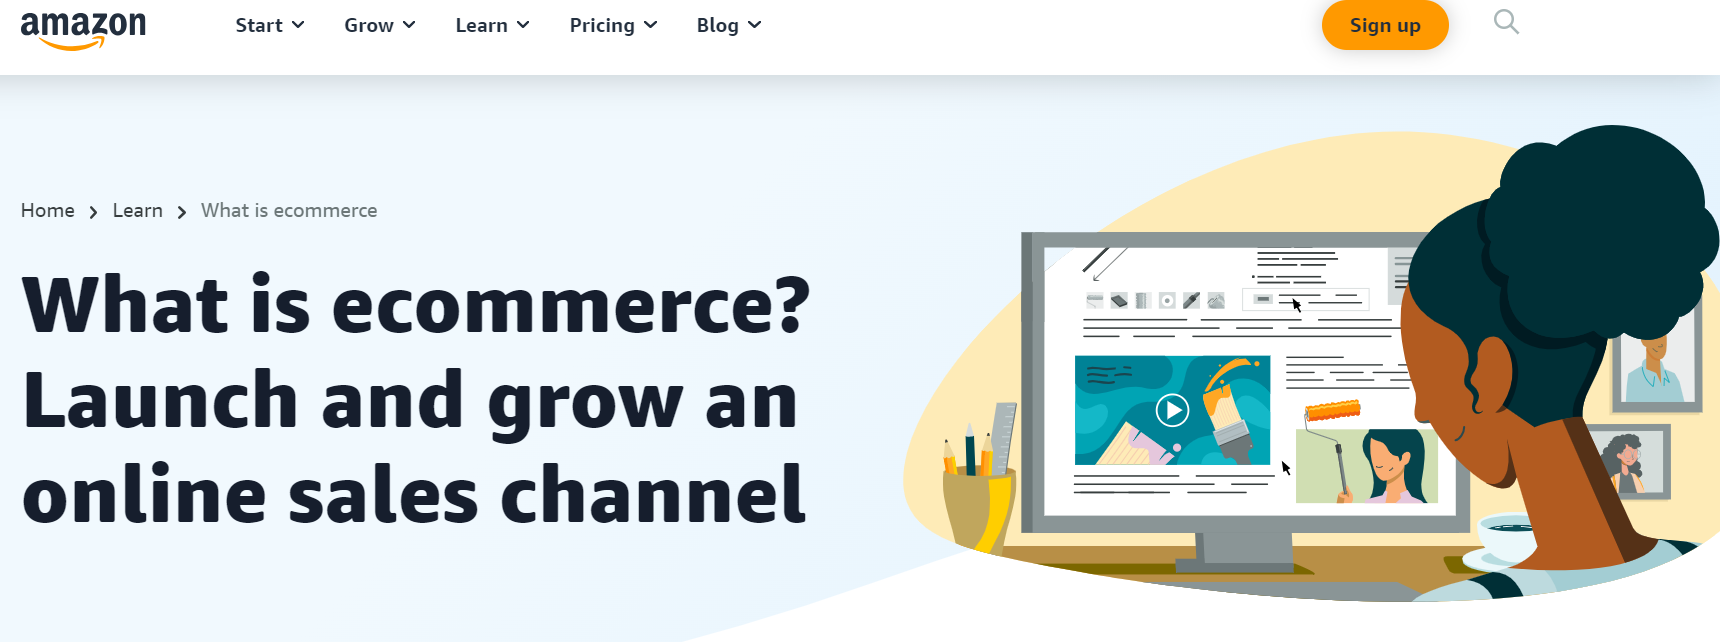 amazon
Start Grow Learn Pricing Blog Sign up
Home Learn What is ecommerce
What is ecommerce?
Launch and grow an
online sales channel